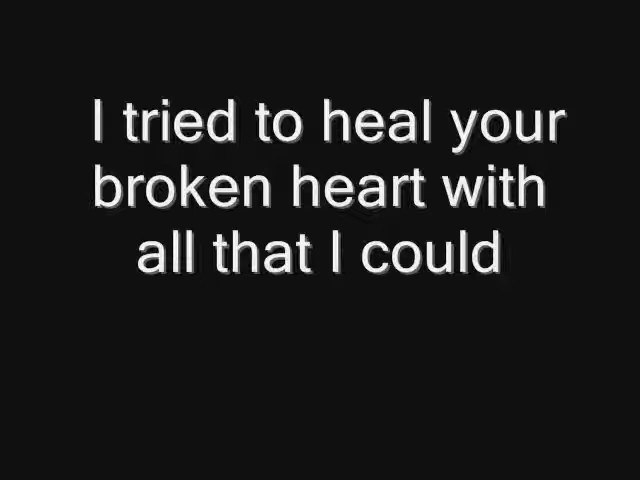 I tried to heal your
broken heart with
all that I could